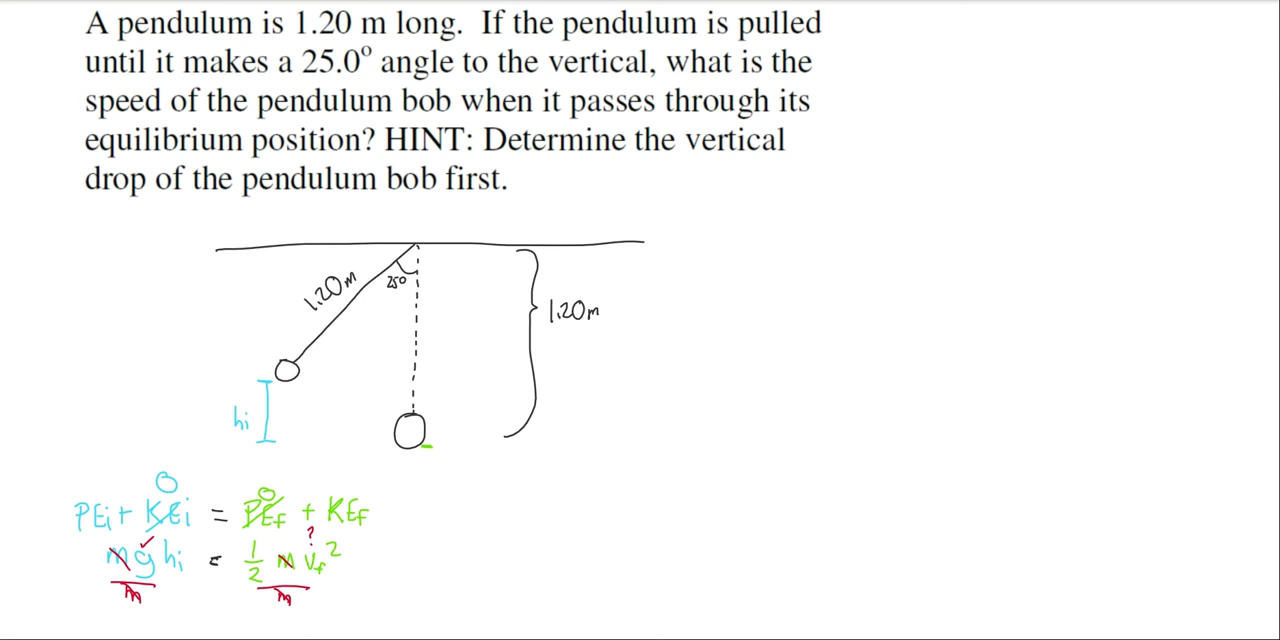 A pendulum is 1.20 m long. If the pendulum is pulled
until it makes a 25.0° angle to the vertical, what is the
speed of the pendulum bob when it passes through its
equilibrium position? HINT: Determine the vertical
drop of the pendulum bob first.
1.20m
250
1.20m
hi
0 0
PEi + KEi = PEf + KEf
✓ ?
mghi = 1/2 m vf²
m m